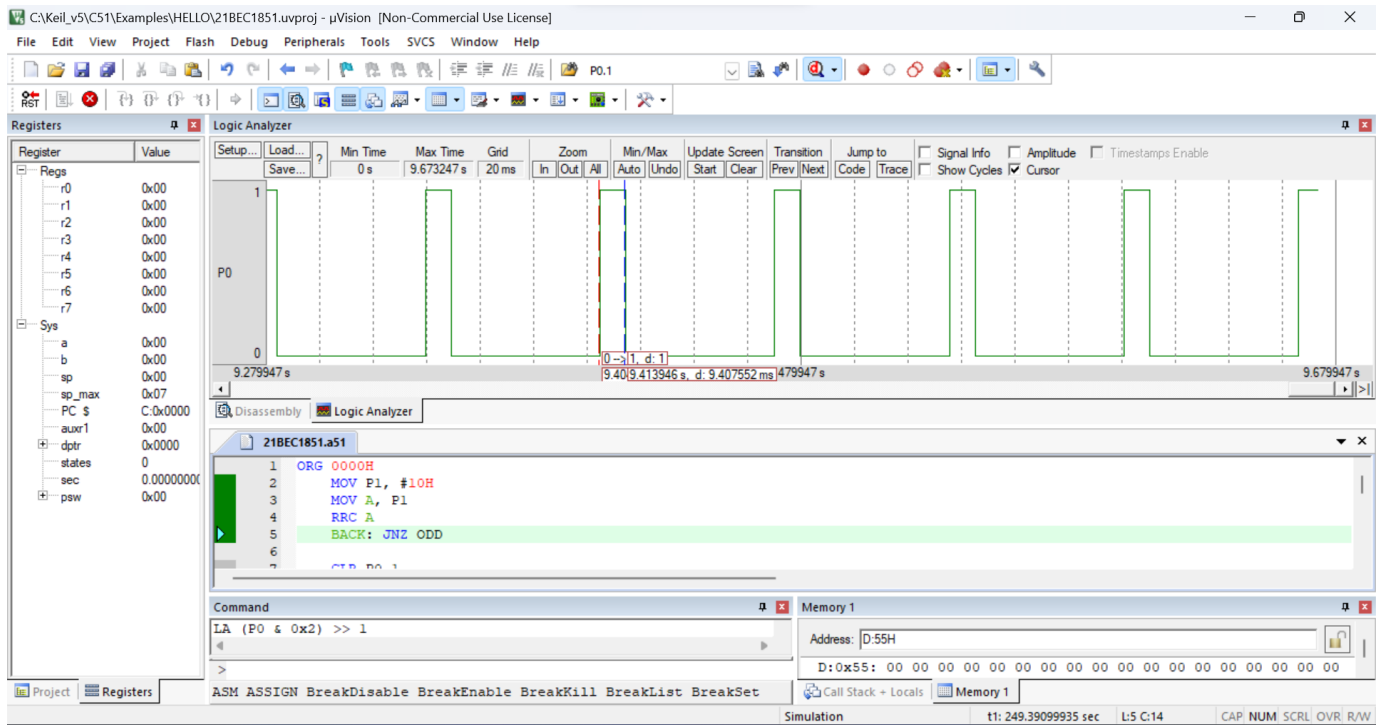 C:\Keil_v5\C51\Examples\HELLO\21BEC1851.uvproj - µVision [Non-Commercial Use License]
File Edit View Project Flash Debug Peripherals Tools SVCS Window Help
P0.1
RST
Registers
Register Value
Regs
r0 0x00
r1 0x00
r2 0x00
r3 0x00
r4 0x00
r5 0x00
r6 0x00
r7 0x00
Sys
a 0x00
b 0x00
sp 0x00
sp_max 0x07
PC $ C:0x0000
auxr1 0x00
dptr 0x0000
states 0
sec 0.0000000
psw 0x00
Project Registers
Logic Analyzer
Setup... Load... ? Min Time Max Time Grid Zoom Min/Max Update Screen Transition Jump to Signal Info Amplitude Timestamps Enable
Save... 0 s 9.673247 s 20 ms In Out All Auto Undo Start Clear Prev Next Code Trace Show Cycles Cursor
1
P0
0
0 --> 1, d: 1
9.279947 s 9.40 9.413946 s, d: 9.407552 ms 479947 s 9.679947 s
Disassembly Logic Analyzer
21BEC1851.a51
1 ORG 0000H
2 MOV P1, #10H
3 MOV A, P1
4 RRC A
5 BACK: JNZ ODD
6
7 CLR P0.1
Command
LA (P0 & 0x2) >> 1
>
ASM ASSIGN BreakDisable BreakEnable BreakKill BreakList BreakSet
Memory 1
Address: D:55H
D:0x55: 00 00 00 00 00 00 00 00 00 00 00 00 00 00 00 00 00 00
Call Stack + Locals Memory 1
Simulation t1: 249.39099935 sec L:5 C:14 CAP NUM SCRL OVR R/W